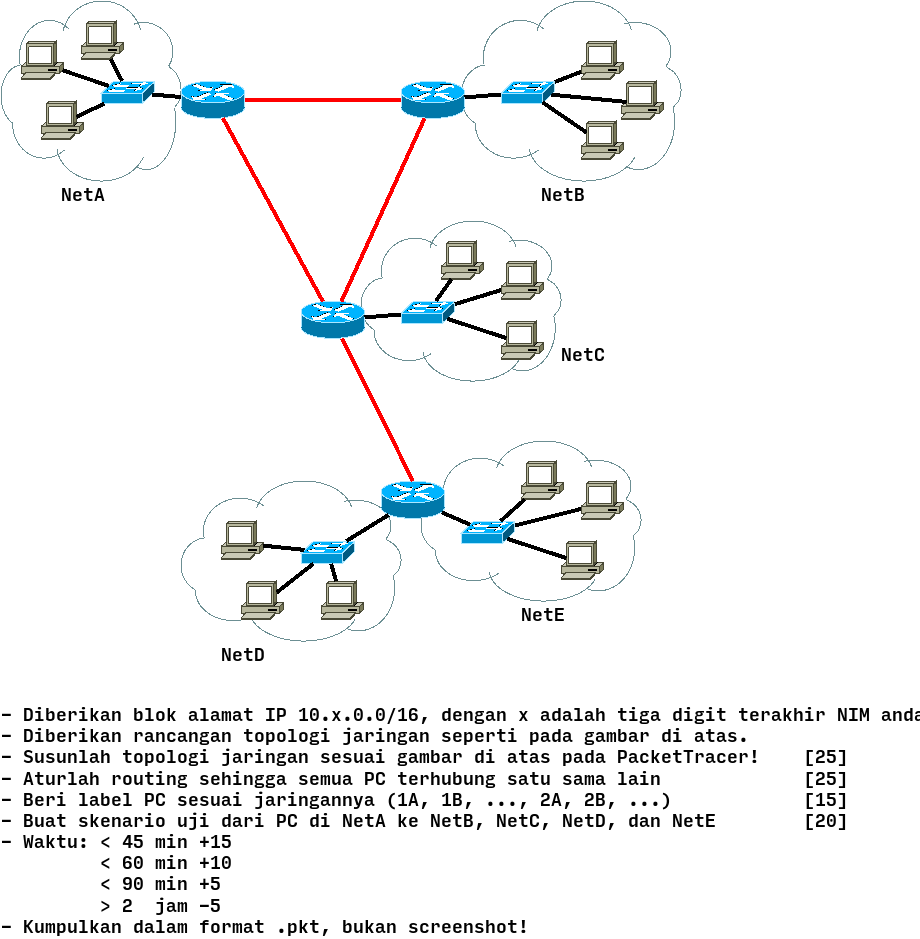 NetA
NetB
NetC
NetE
NetD
- Diberikan blok alamat IP 10.x.0.0/16, dengan x adalah tiga digit terakhir NIM anda
- Diberikan rancangan topologi jaringan seperti pada gambar di atas.
- Susunlah topologi jaringan sesuai gambar di atas pada PacketTracer! [25]
- Aturlah routing sehingga semua PC terhubung satu sama lain [25]
- Beri label PC sesuai jaringannya (1A, 1B, ..., 2A, 2B, ...) [15]
- Buat skenario uji dari PC di NetA ke NetB, NetC, NetD, dan NetE [20]
- Waktu: < 45 min +15
< 60 min +10
< 90 min +5
> 2 jam -5
- Kumpulkan dalam format .pkt, bukan screenshot!